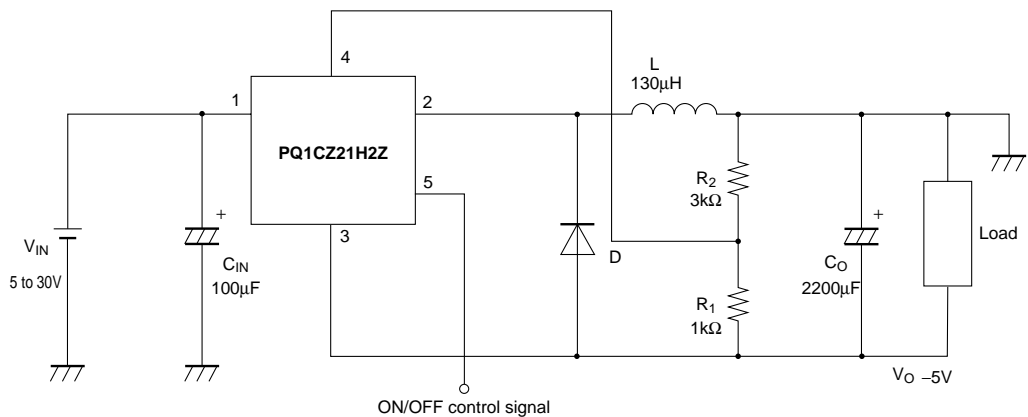 4
L
130µH
1
2
PQ1CZ21H2Z
5
R2
3kΩ
+
3
+
VIN
5 to 30V
CIN
100µF
D
CO
2200µF
Load
R1
1kΩ
VO –5V
ON/OFF control signal